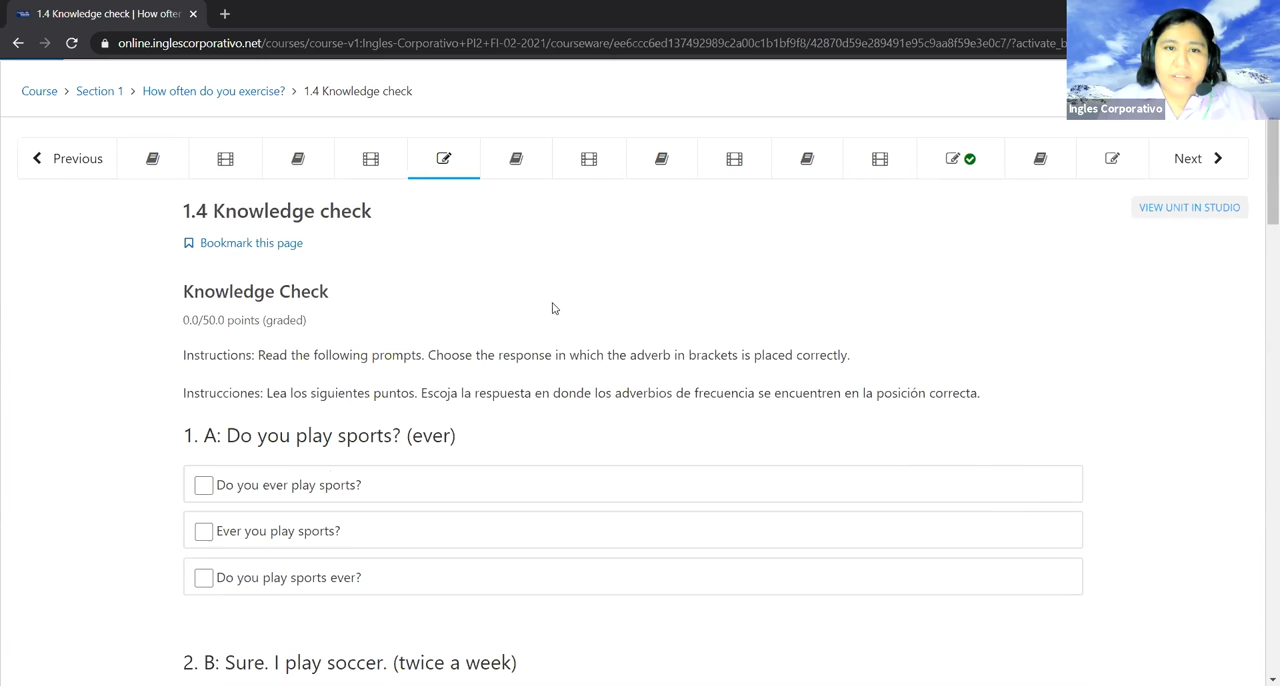 1.4 Knowledge check | How often
online.inglescorporativo.net/courses/course-v1:Ingles-Corporativo+PI2+FI-02-2021/courseware/ee6ccc6ed137492989c2a00c1b1bf9f8/42870d59e289491e95c9aa8f59e3e0c7/?activate_b
Ingles Corporativo
Course > Section 1 > How often do you exercise? > 1.4 Knowledge check
Previous
Next
1.4 Knowledge check
VIEW UNIT IN STUDIO
Bookmark this page
Knowledge Check
0.0/50.0 points (graded)
Instructions: Read the following prompts. Choose the response in which the adverb in brackets is placed correctly.
Instrucciones: Lea los siguientes puntos. Escoja la respuesta en donde los adverbios de frecuencia se encuentren en la posición correcta.
1. A: Do you play sports? (ever)
Do you ever play sports?
Ever you play sports?
Do you play sports ever?
2. B: Sure. I play soccer. (twice a week)